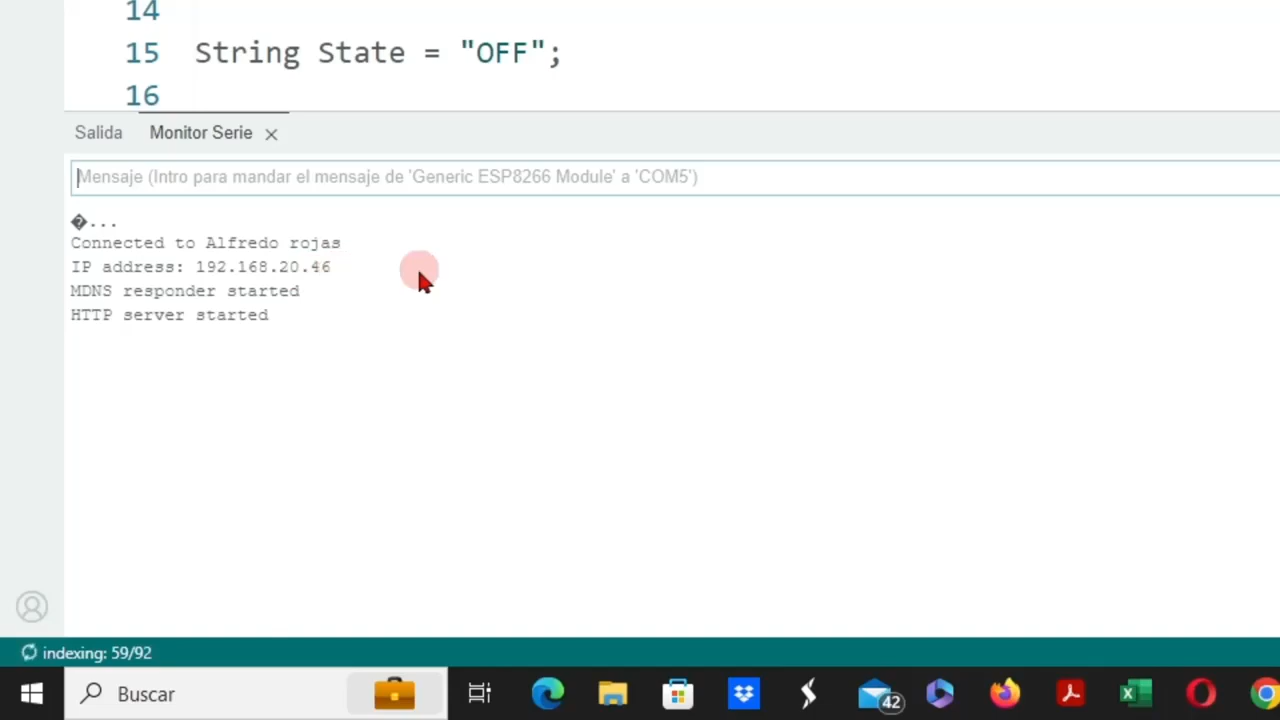 14
15 String State = "OFF";
16
Salida Monitor Serie
Mensaje (Intro para mandar el mensaje de 'Generic ESP8266 Module' a 'COM5')
�...
Connected to Alfredo rojas
IP address: 192.168.20.46
MDNS responder started
HTTP server started
indexing: 59/92
Buscar
42